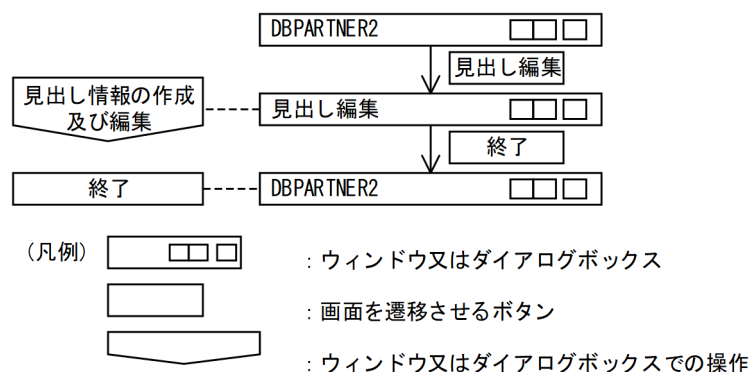 DBPARTNER2
見出し編集
見出し情報の作成
及び編集
見出し編集
終了
終了
DBPARTNER2
(凡例)
:ウィンドウ又はダイアログボックス
:画面を遷移させるボタン
:ウィンドウ又はダイアログボックスでの操作